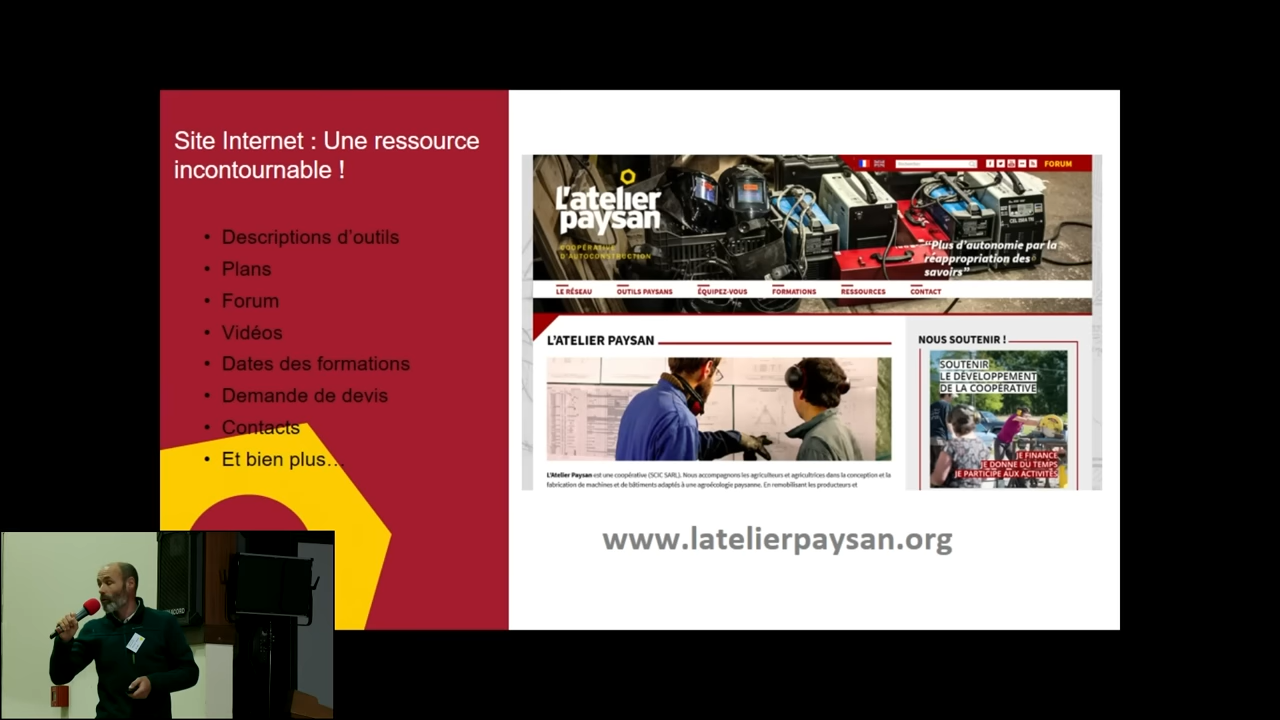 Site Internet : Une ressource
incontournable !
• Descriptions d'outils
• Plans
• Forum
• Vidéos
• Dates des formations
• Demande de devis
• Contacts
• Et bien plus…
FORUM
L'atelier
paysan
COOPÉRATIVE
D'AUTOCONSTRUCTION
“Plus d'autonomie par la
réappropriation des
savoirs”
LE RÉSEAU OUTILS PAYSANS ÉQUIPEZ-VOUS FORMATIONS RESSOURCES CONTACT
L'ATELIER PAYSAN
L'Atelier Paysan est une coopérative (SCIC SARL). Nous accompagnons les agriculteurs et agricultrices dans la conception et la
fabrication de machines et de bâtiments adaptés à une agroécologie paysanne. En remobilisant les producteurs et
NOUS SOUTENIR !
SOUTENIR
LE DÉVELOPPEMENT
DE LA COOPÉRATIVE
JE FINANCE
JE DONNE DU TEMPS
JE PARTICIPE AUX ACTIVITÉS
www.latelierpaysan.org